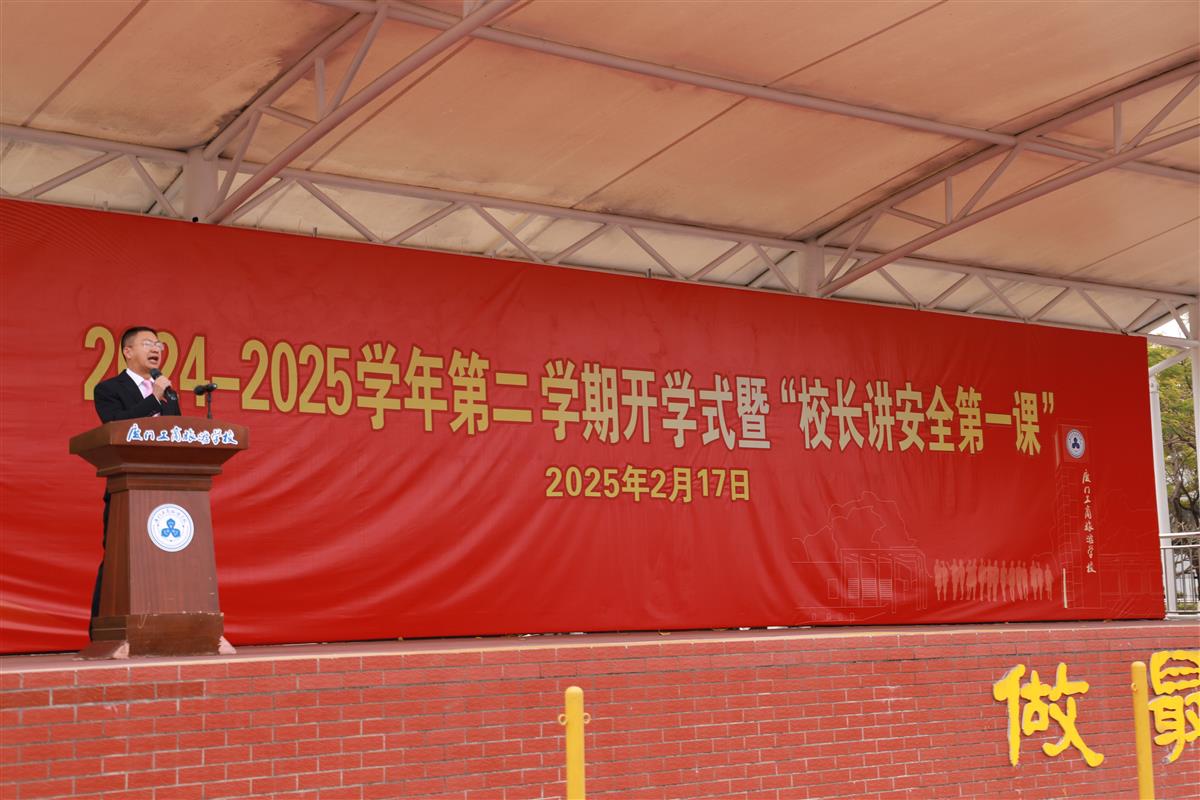 2024-2025学年第二学期开学式暨“校长讲安全第一课”
2025年2月17日
厦门工商旅游学校
厦门工商旅游学校
做最